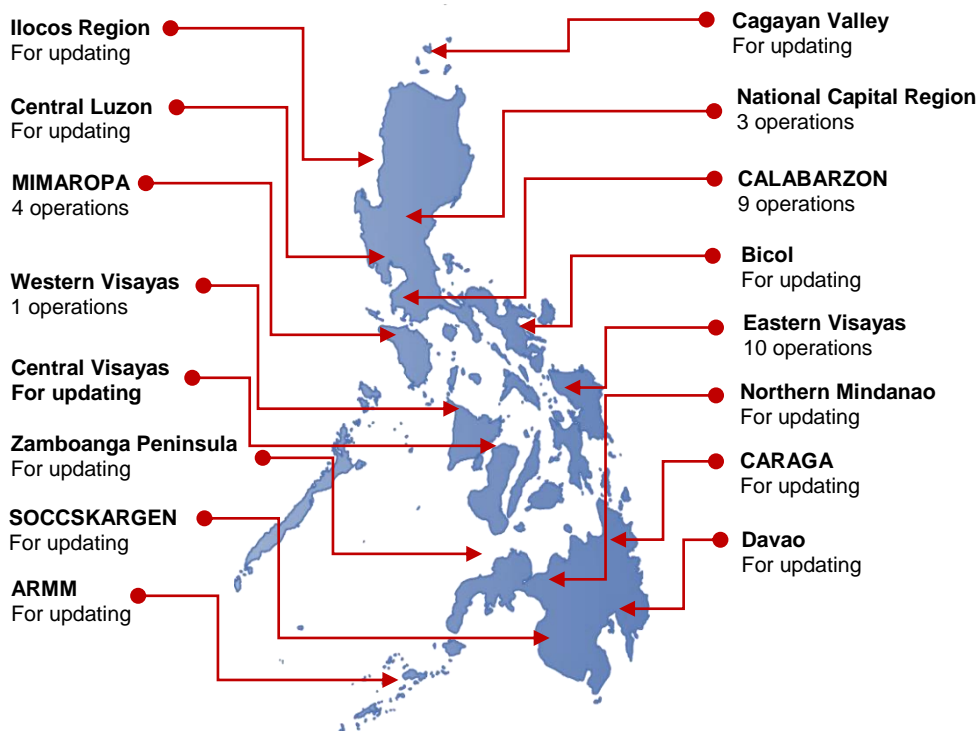 Ilocos Region
For updating
Central Luzon
For updating
MIMAROPA
4 operations
Western Visayas
1 operations
Central Visayas
For updating
Zamboanga Peninsula
For updating
SOCCSKARGEN
For updating
ARMM
For updating
Cagayan Valley
For updating
National Capital Region
3 operations
CALABARZON
9 operations
Bicol
For updating
Eastern Visayas
10 operations
Northern Mindanao
For updating
CARAGA
For updating
Davao
For updating